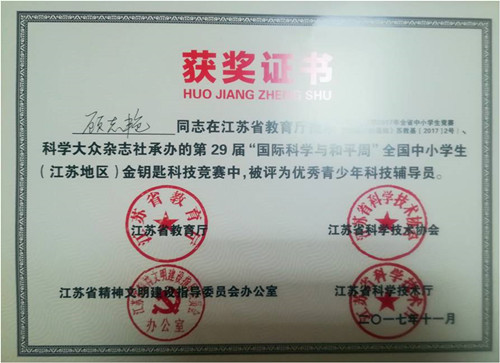 获奖证书
HUO JIANG ZHENG SHU
顾志艳 同志在江苏省教育厅
科学大众杂志社承办的第29届“国际科学与和平周”全国中小学生
（江苏地区）金钥匙科技竞赛中，被评为优秀青少年科技辅导员。
江苏省教育厅 江苏省科学技术协会
江苏省精神文明建设指导委员会办公室 江苏省科学技术厅
办公室
二〇一七年十一月